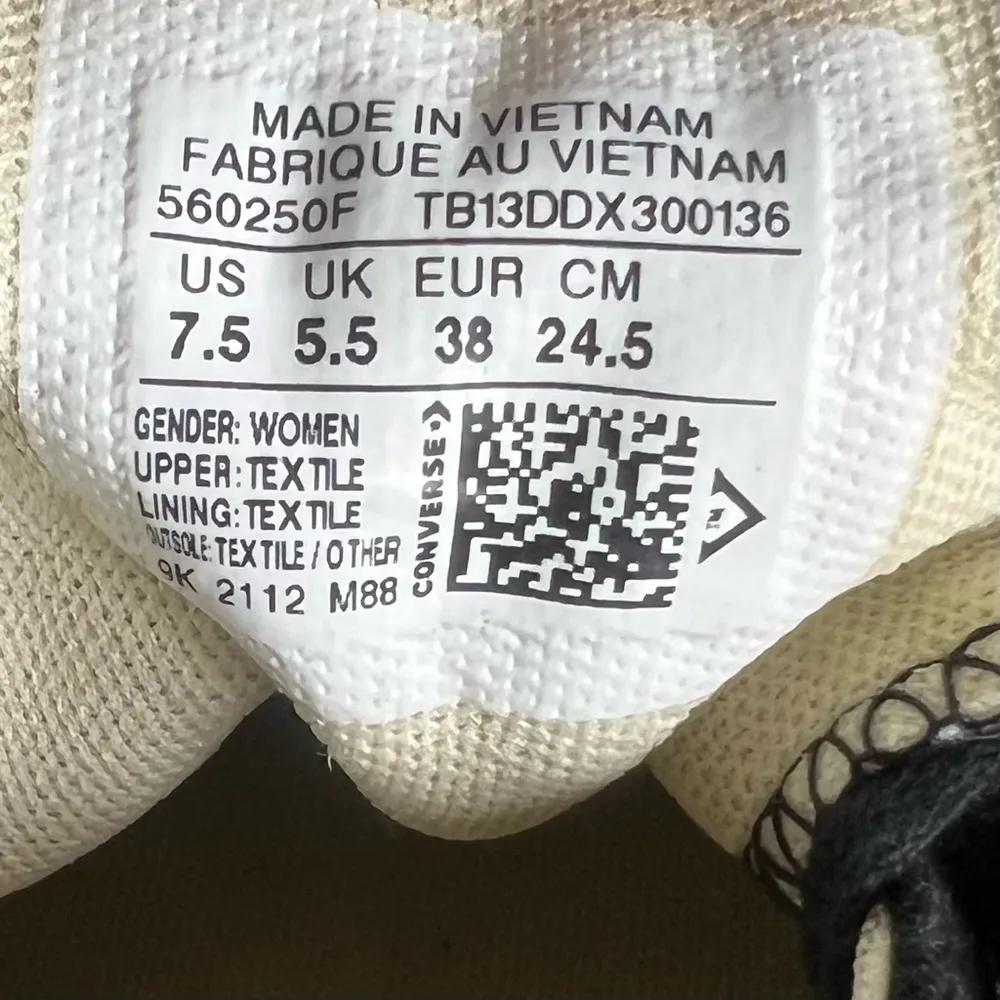 MADE IN VIETNAM
FABRIQUE AU VIETNAM
560250F TB13DDX300136
US UK EUR CM
7.5 5.5 38 24.5
GENDER: WOMEN
UPPER: TEXTILE
LINING: TEXTILE
OUTSOLE: TEXTILE / OTHER
9K 2112 M88
CONVERSE